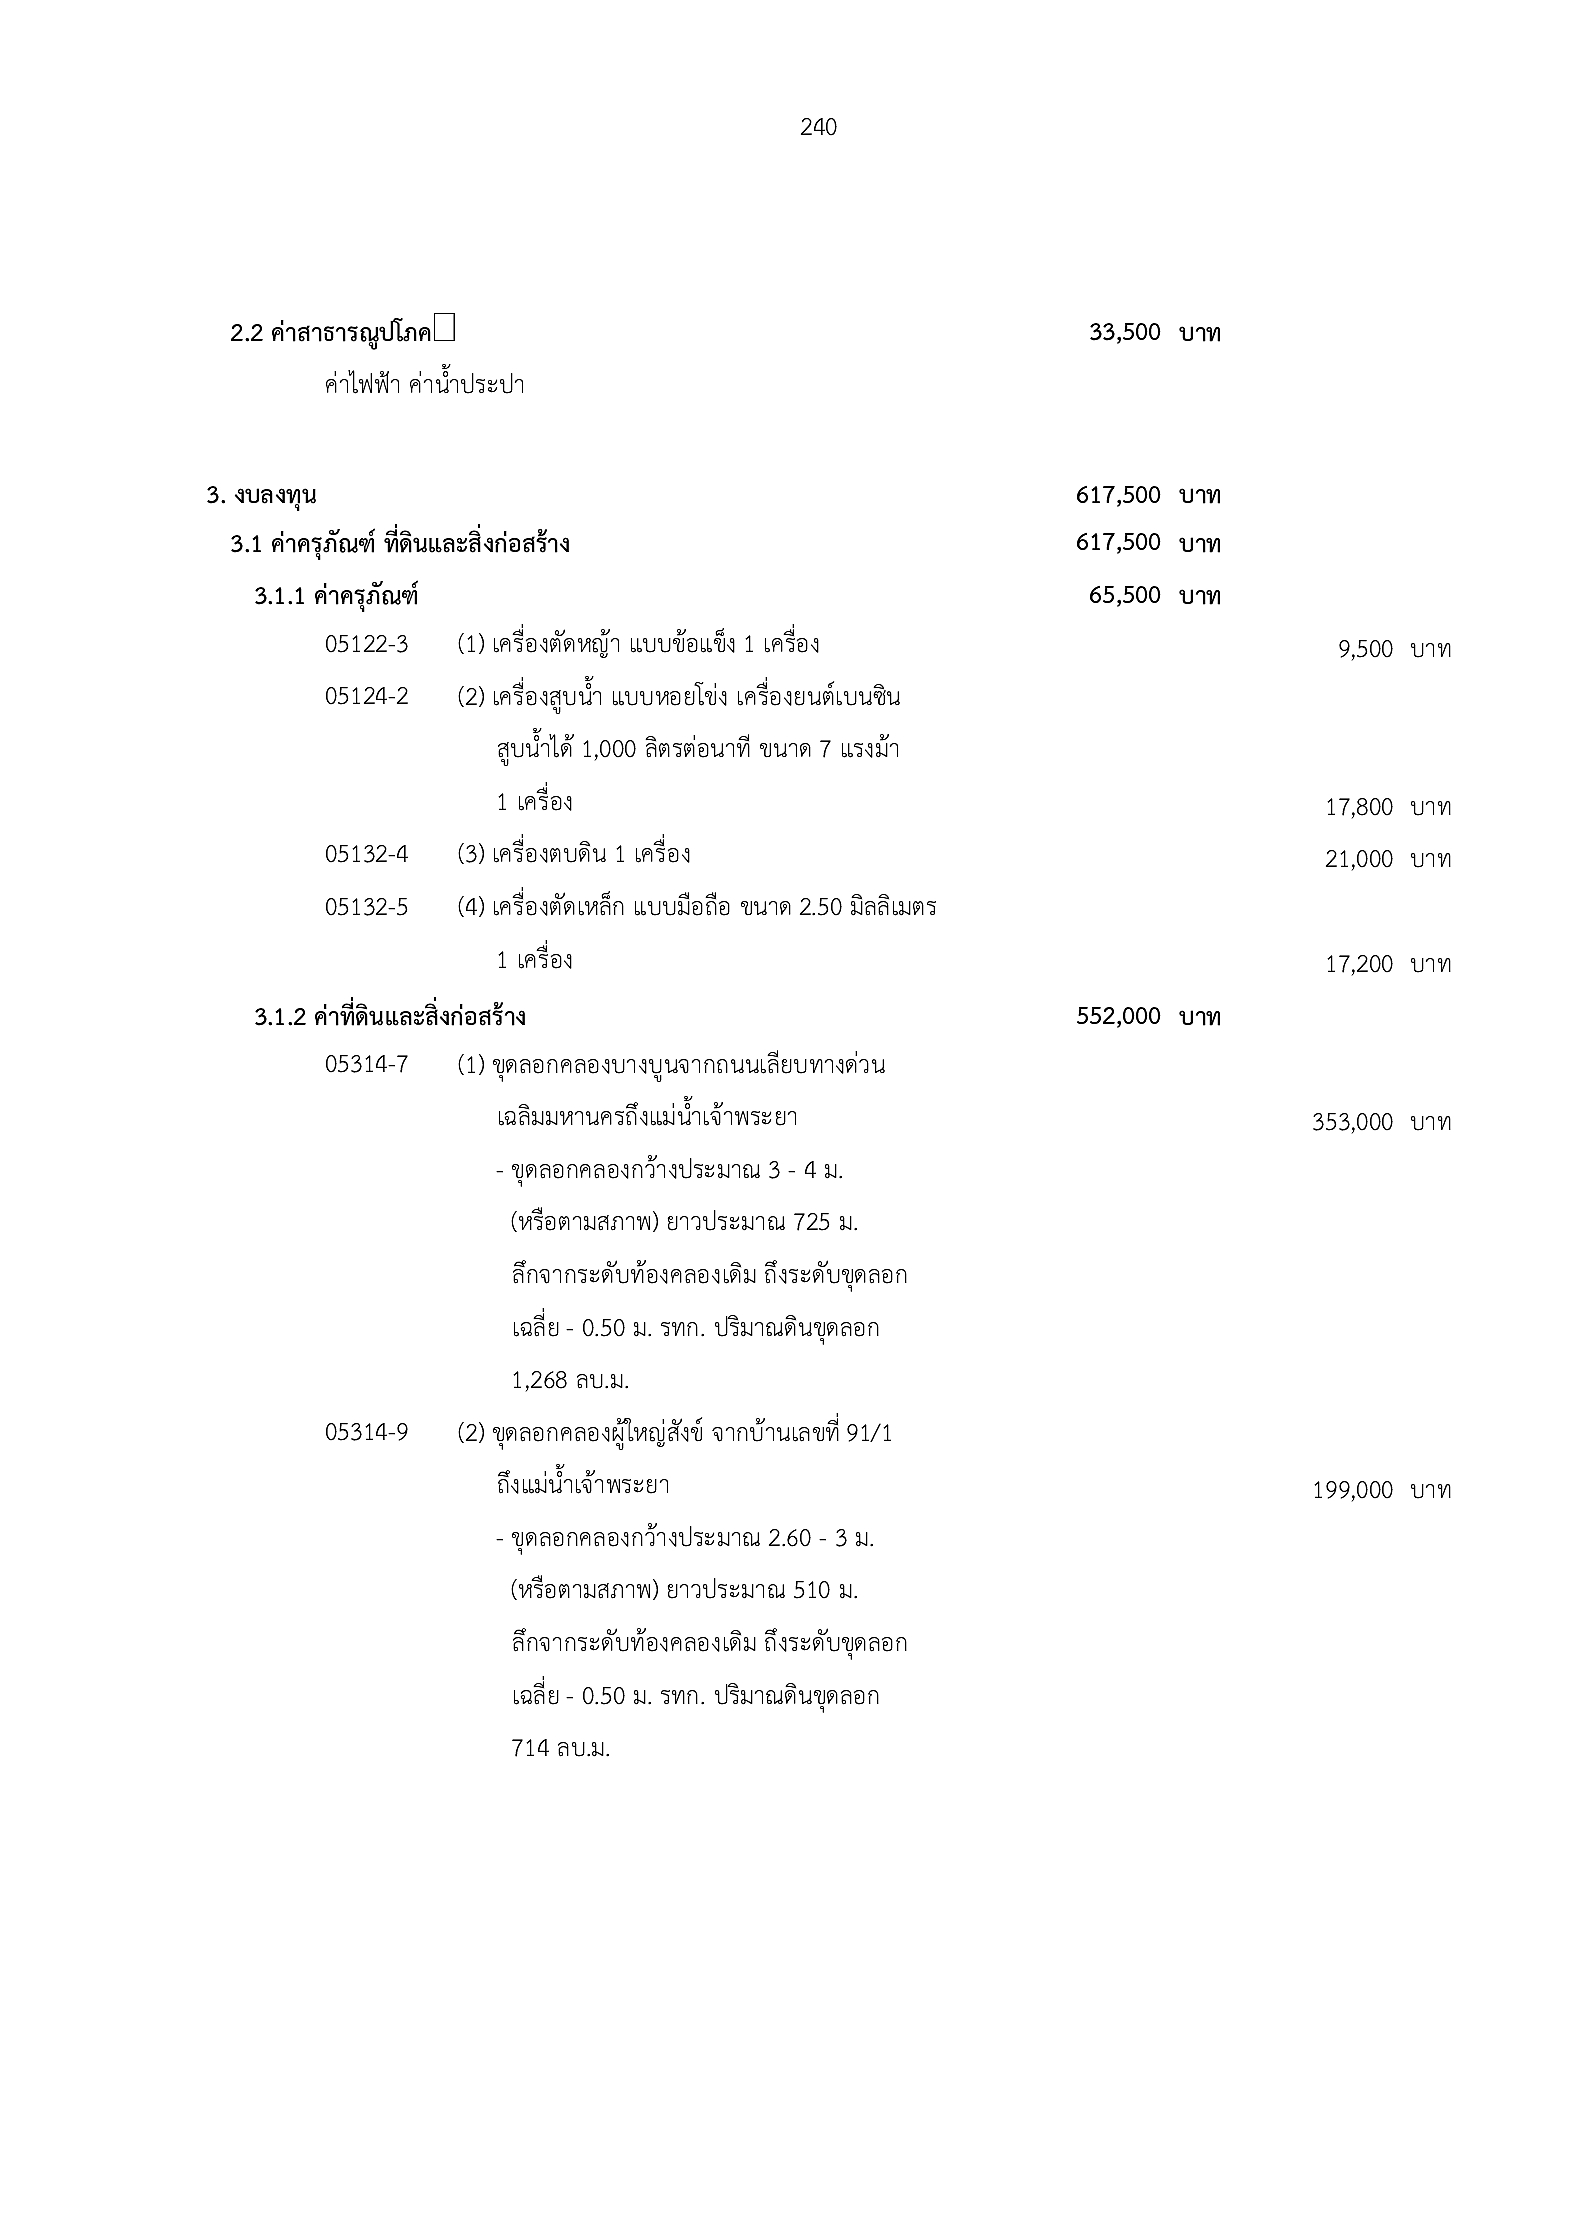 240
2.2 ค่าสาธารณูปโภค 33,500 บาท
ค่าไฟฟ้า ค่าน้ำประปา
3. งบลงทุน 617,500 บาท
3.1 ค่าครุภัณฑ์ ที่ดินและสิ่งก่อสร้าง 617,500 บาท
3.1.1 ค่าครุภัณฑ์ 65,500 บาท
05122-3 (1) เครื่องตัดหญ้า แบบข้อแข็ง 1 เครื่อง 9,500 บาท
05124-2 (2) เครื่องสูบน้ำ แบบหอยโข่ง เครื่องยนต์เบนซิน
สูบน้ำได้ 1,000 ลิตรต่อนาที ขนาด 7 แรงม้า
1 เครื่อง 17,800 บาท
05132-4 (3) เครื่องตบดิน 1 เครื่อง 21,000 บาท
05132-5 (4) เครื่องตัดเหล็ก แบบมือถือ ขนาด 2.50 มิลลิเมตร
1 เครื่อง 17,200 บาท
3.1.2 ค่าที่ดินและสิ่งก่อสร้าง 552,000 บาท
05314-7 (1) ขุดลอกคลองบางบูนจากถนนเลียบทางด่วน
เฉลิมมหานครถึงแม่น้ำเจ้าพระยา 353,000 บาท
- ขุดลอกคลองกว้างประมาณ 3 - 4 ม.
(หรือตามสภาพ) ยาวประมาณ 725 ม.
ลึกจากระดับท้องคลองเดิม ถึงระดับขุดลอก
เฉลี่ย - 0.50 ม. รทก. ปริมาณดินขุดลอก
1,268 ลบ.ม.
05314-9 (2) ขุดลอกคลองผู้ใหญ่สังข์ จากบ้านเลขที่ 91/1
ถึงแม่น้ำเจ้าพระยา 199,000 บาท
- ขุดลอกคลองกว้างประมาณ 2.60 - 3 ม.
(หรือตามสภาพ) ยาวประมาณ 510 ม.
ลึกจากระดับท้องคลองเดิม ถึงระดับขุดลอก
เฉลี่ย - 0.50 ม. รทก. ปริมาณดินขุดลอก
714 ลบ.ม.